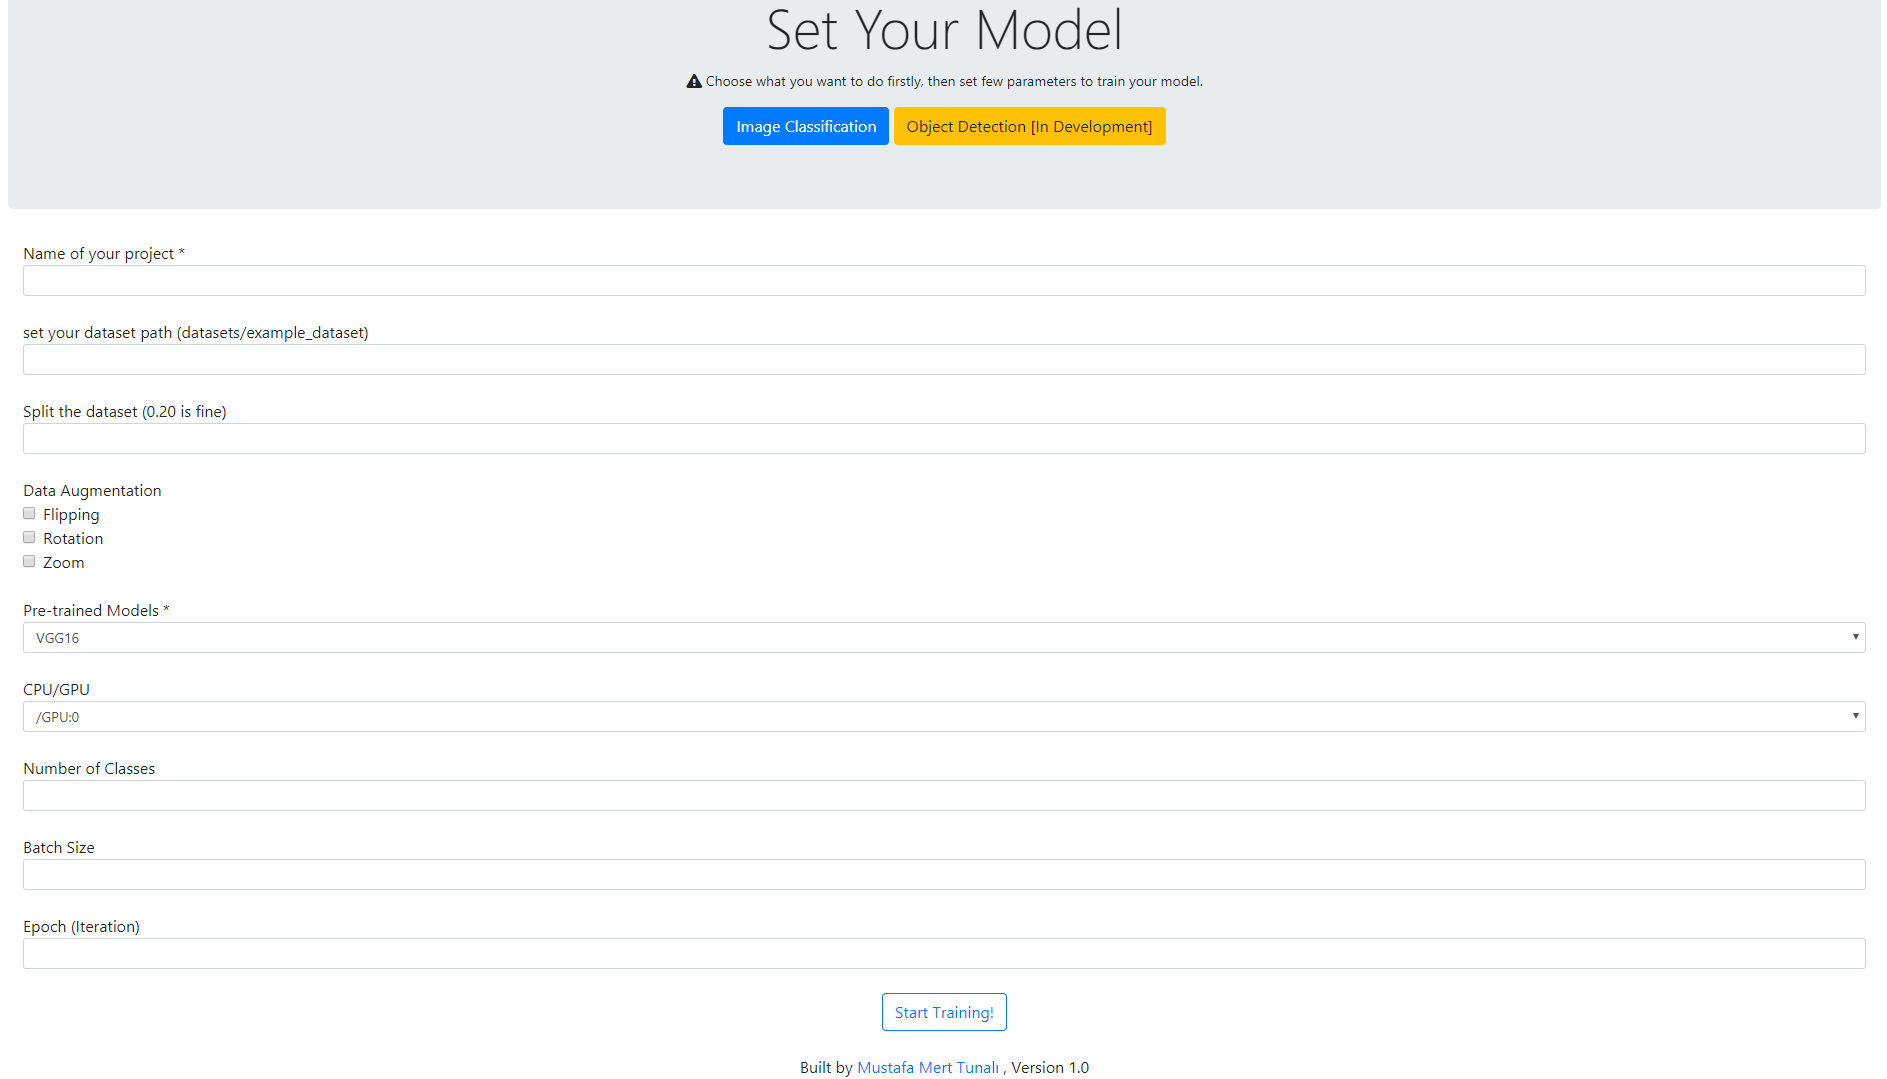 Set Your Model
Choose what you want to do firstly, then set few parameters to train your model.
Image Classification Object Detection [In Development]
Name of your project *
set your dataset path (datasets/example_dataset)
Split the dataset (0.20 is fine)
Data Augmentation
Flipping
Rotation
Zoom
Pre-trained Models *
VGG16
CPU/GPU
/GPU:0
Number of Classes
Batch Size
Epoch (Iteration)
Start Training!
Built by Mustafa Mert Tunalı , Version 1.0